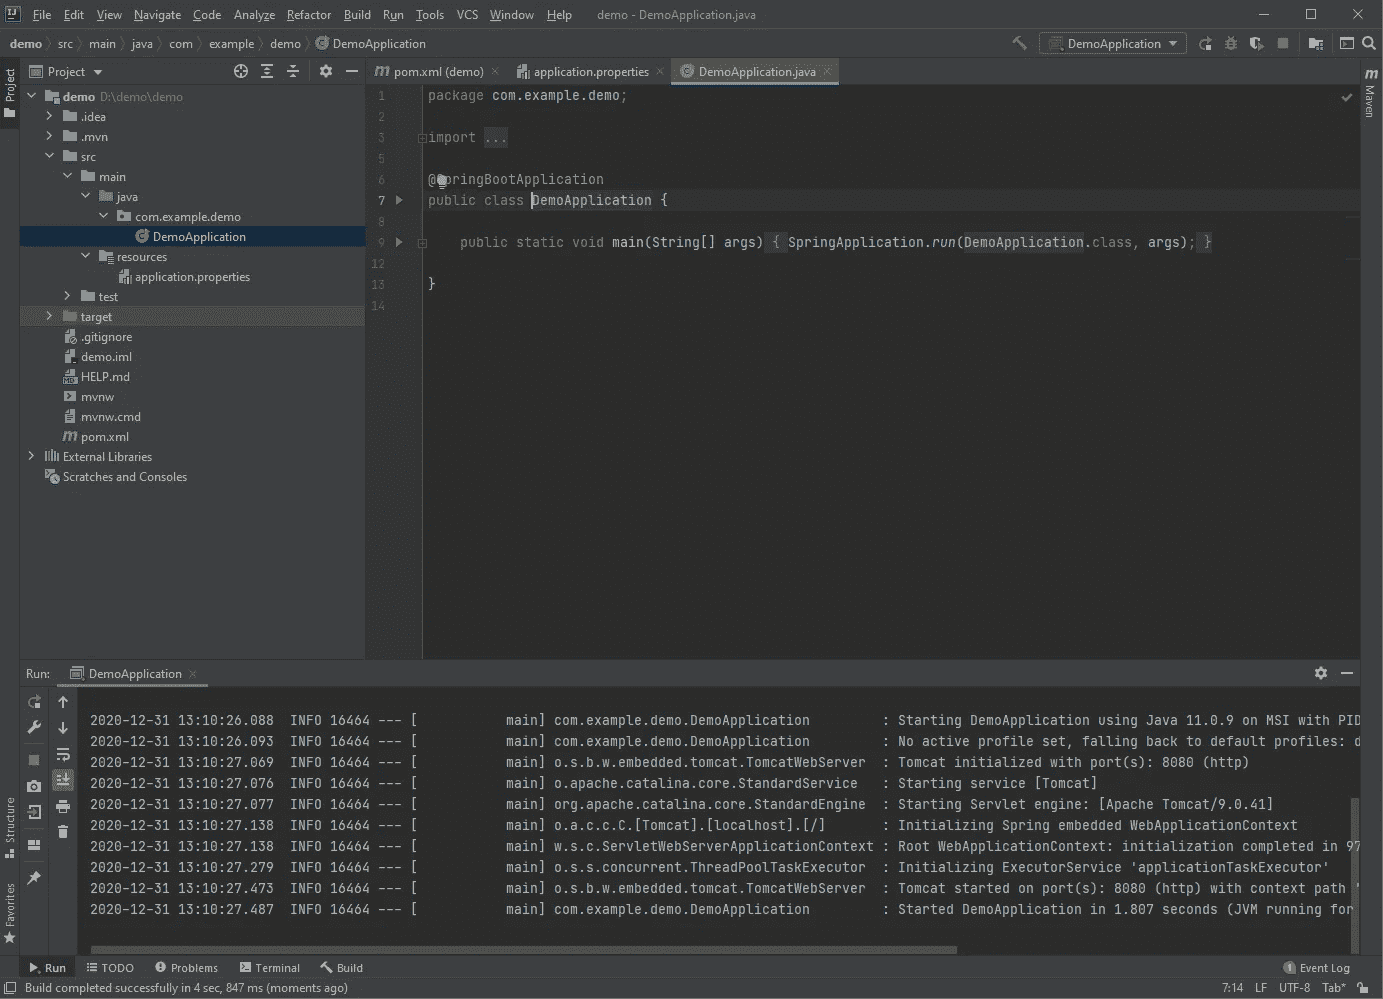 File Edit View Navigate Code Analyze Refactor Build Run Tools VCS Window Help demo - DemoApplication.java
demo src main java com example demo DemoApplication
DemoApplication
Project
pom.xml (demo) application.properties DemoApplication.java
demo D:\demo\demo
.idea
.mvn
src
main
java
com.example.demo
DemoApplication
resources
application.properties
test
target
.gitignore
demo.iml
HELP.md
mvnw
mvnw.cmd
pom.xml
External Libraries
Scratches and Consoles
1 package com.example.demo;
2
3 import ...
5
6 @SpringBootApplication
7 public class DemoApplication {
8
9 public static void main(String[] args) { SpringApplication.run(DemoApplication.class, args); }
12
13 }
14
Project
Structure
Favorites
Maven
Run: DemoApplication
2020-12-31 13:10:26.088 INFO 16464 --- [ main] com.example.demo.DemoApplication : Starting DemoApplication using Java 11.0.9 on MSI with PID
2020-12-31 13:10:26.093 INFO 16464 --- [ main] com.example.demo.DemoApplication : No active profile set, falling back to default profiles: d
2020-12-31 13:10:27.069 INFO 16464 --- [ main] o.s.b.w.embedded.tomcat.TomcatWebServer : Tomcat initialized with port(s): 8080 (http)
2020-12-31 13:10:27.076 INFO 16464 --- [ main] o.apache.catalina.core.StandardService : Starting service [Tomcat]
2020-12-31 13:10:27.077 INFO 16464 --- [ main] org.apache.catalina.core.StandardEngine : Starting Servlet engine: [Apache Tomcat/9.0.41]
2020-12-31 13:10:27.138 INFO 16464 --- [ main] o.a.c.c.C.[Tomcat].[localhost].[/] : Initializing Spring embedded WebApplicationContext
2020-12-31 13:10:27.138 INFO 16464 --- [ main] w.s.c.ServletWebServerApplicationContext : Root WebApplicationContext: initialization completed in 97
2020-12-31 13:10:27.279 INFO 16464 --- [ main] o.s.s.concurrent.ThreadPoolTaskExecutor : Initializing ExecutorService 'applicationTaskExecutor'
2020-12-31 13:10:27.473 INFO 16464 --- [ main] o.s.b.w.embedded.tomcat.TomcatWebServer : Tomcat started on port(s): 8080 (http) with context path '
2020-12-31 13:10:27.487 INFO 16464 --- [ main] com.example.demo.DemoApplication : Started DemoApplication in 1.807 seconds (JVM running for
Run TODO Problems Terminal Build 1 Event Log
Build completed successfully in 4 sec, 847 ms (moments ago) 7:14 LF UTF-8 Tab*